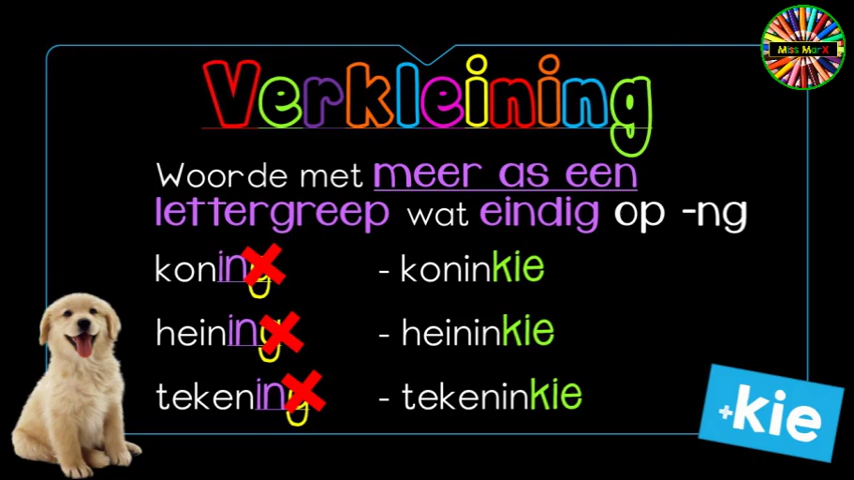 Miss MarX
Verkleining
Woorde met meer as een
lettergreep wat eindig op -ng
koning - koninkie
heining - heininkie
tekening - tekeninkie
+kie